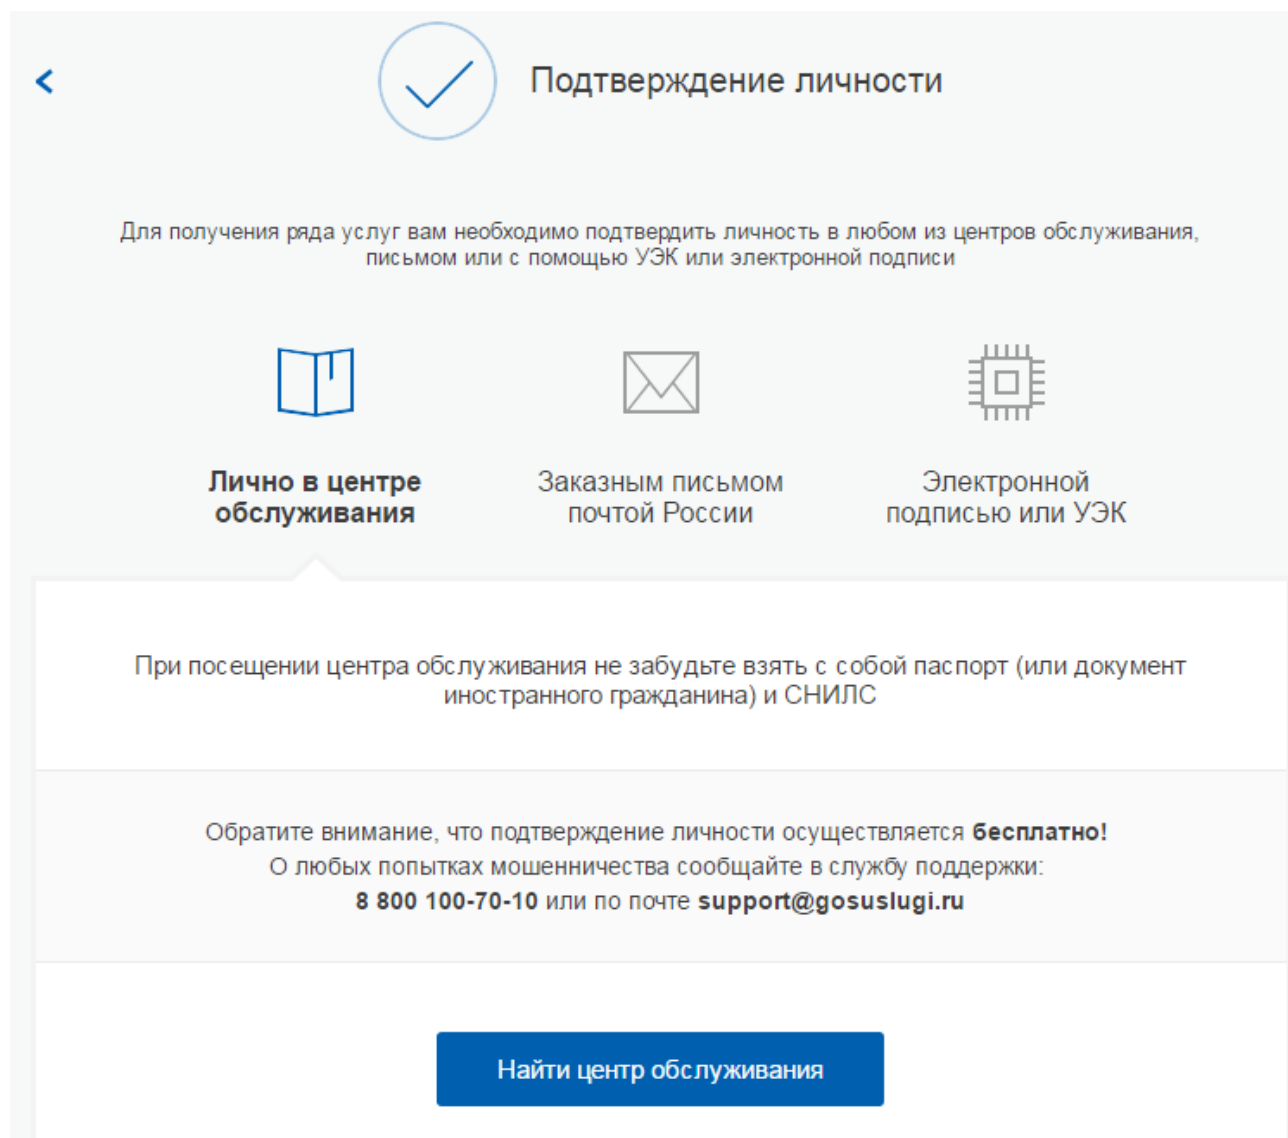 Подтверждение личности
Для получения ряда услуг вам необходимо подтвердить личность в любом из центров обслуживания,
письмом или с помощью УЭК или электронной подписи
Лично в центре
обслуживания
Заказным письмом
почтой России
Электронной
подписью или УЭК
При посещении центра обслуживания не забудьте взять с собой паспорт (или документ
иностранного гражданина) и СНИЛС
Обратите внимание, что подтверждение личности осуществляется бесплатно!
О любых попытках мошенничества сообщайте в службу поддержки:
8 800 100-70-10 или по почте support@gosuslugi.ru
Найти центр обслуживания